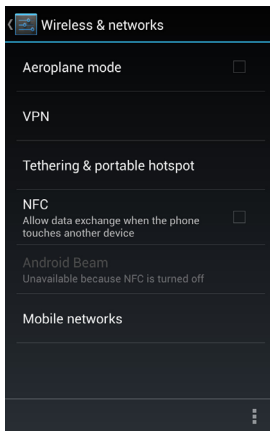 Wireless & networks
Aeroplane mode
VPN
Tethering & portable hotspot
NFC
Allow data exchange when the phone
touches another device
Android Beam
Unavailable because NFC is turned off
Mobile networks